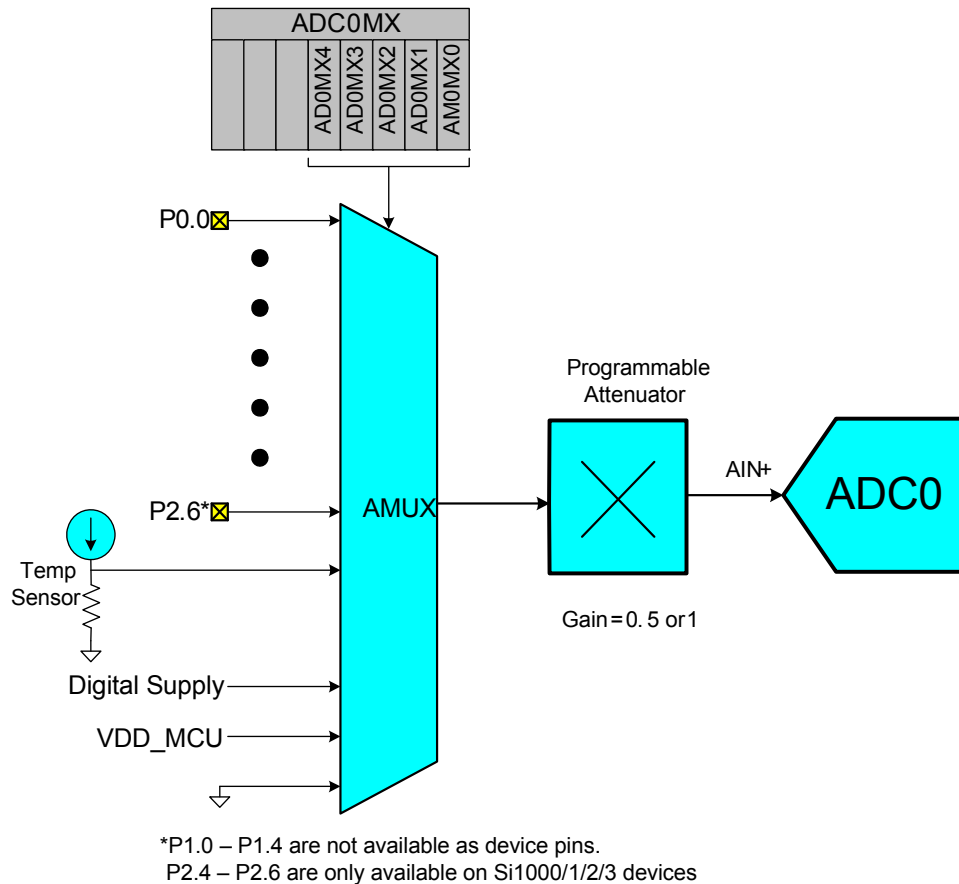 ADC0MX
AD0MX4
AD0MX3
AD0MX2
AD0MX1
AM0MX0
P0.0
Programmable
Attenuator
AIN+
P2.6*
AMUX
ADC0
Temp
Sensor
Gain=0. 5 or1
Digital Supply
VDD_MCU
*P1.0 – P1.4 are not available as device pins.
P2.4 – P2.6 are only available on Si1000/1/2/3 devices